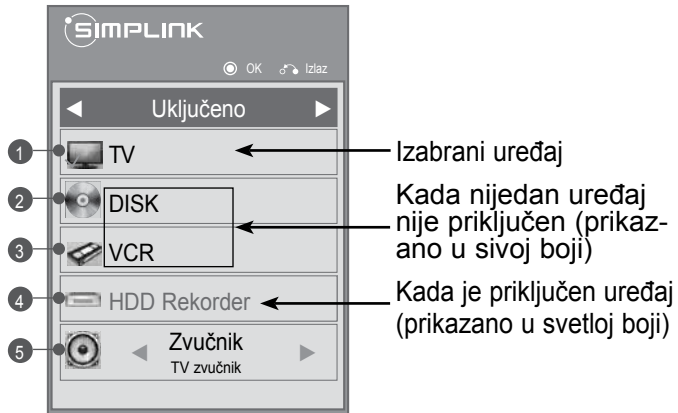 SIMPLINK
OK Izlaz
Uključeno
1 TV
2 DISK
3 VCR
4 HDD Rekorder
5 Zvučnik
TV zvučnik
Izabrani uređaj
Kada nijedan uređaj
nije priključen (prikaz-
ano u sivoj boji)
Kada je priključen uređaj
(prikazano u svetloj boji)